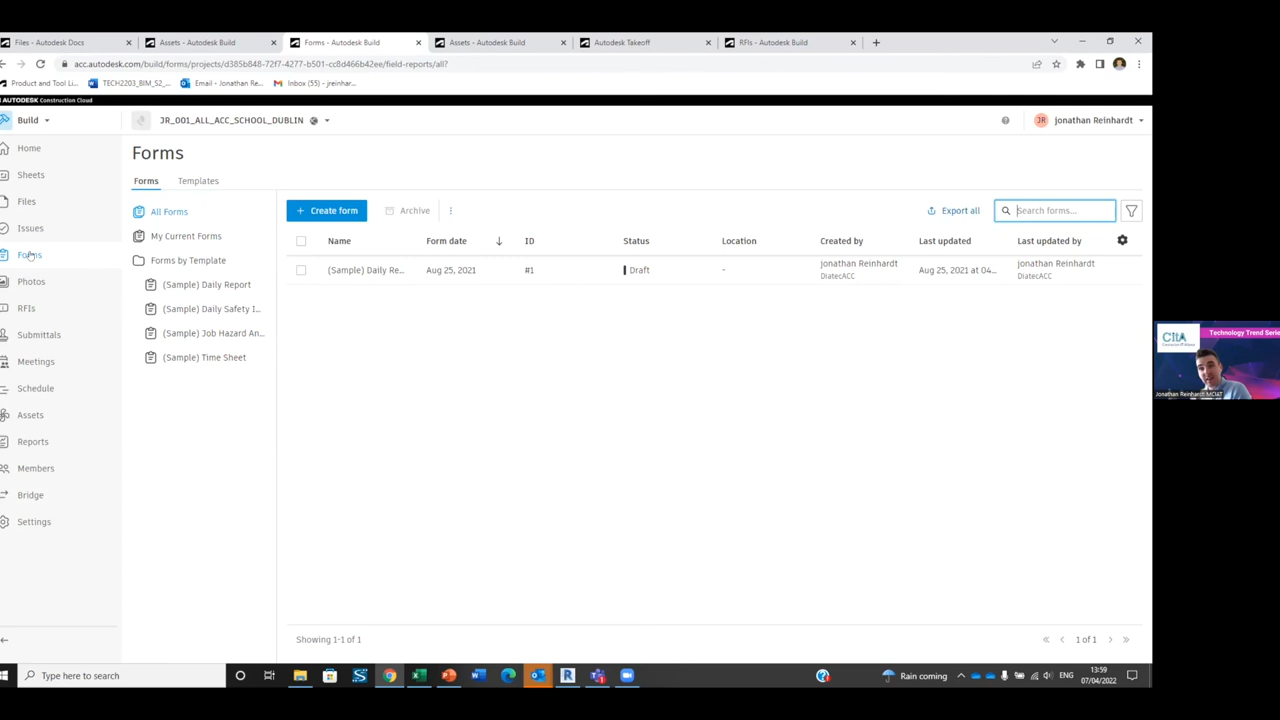 Files - Autodesk Docs
Assets - Autodesk Build
Forms - Autodesk Build
Assets - Autodesk Build
Autodesk Takeoff
RFIs - Autodesk Build
acc.autodesk.com/build/forms/projects/d385b848-72f7-4277-b501-cc8d466b42ee/field-reports/all?
Product and Tool Li...
TECH2203_BIM_S2_...
Email - Jonathan Re...
Inbox (55) - jreinhar...
AUTODESK Construction Cloud
Build
JR_001_ALL_ACC_SCHOOL_DUBLIN
JR
jonathan Reinhardt
Home
Sheets
Files
Issues
Forms
Photos
RFIs
Submittals
Meetings
Schedule
Assets
Reports
Members
Bridge
Settings
Forms
Forms
Templates
All Forms
My Current Forms
Forms by Template
(Sample) Daily Report
(Sample) Daily Safety I...
(Sample) Job Hazard An...
(Sample) Time Sheet
+ Create form
Archive
Export all
Search forms...
Name
Form date
ID
Status
Location
Created by
Last updated
Last updated by
(Sample) Daily Re...
Aug 25, 2021
#1
Draft
-
jonathan Reinhardt
DiatecACC
Aug 25, 2021 at 04...
jonathan Reinhardt
DiatecACC
Showing 1-1 of 1
1 of 1
CitA
Technology Trend Serie
Jonathan Reinhardt MCIAT
Type here to search
Rain coming
ENG
13:59
07/04/2022